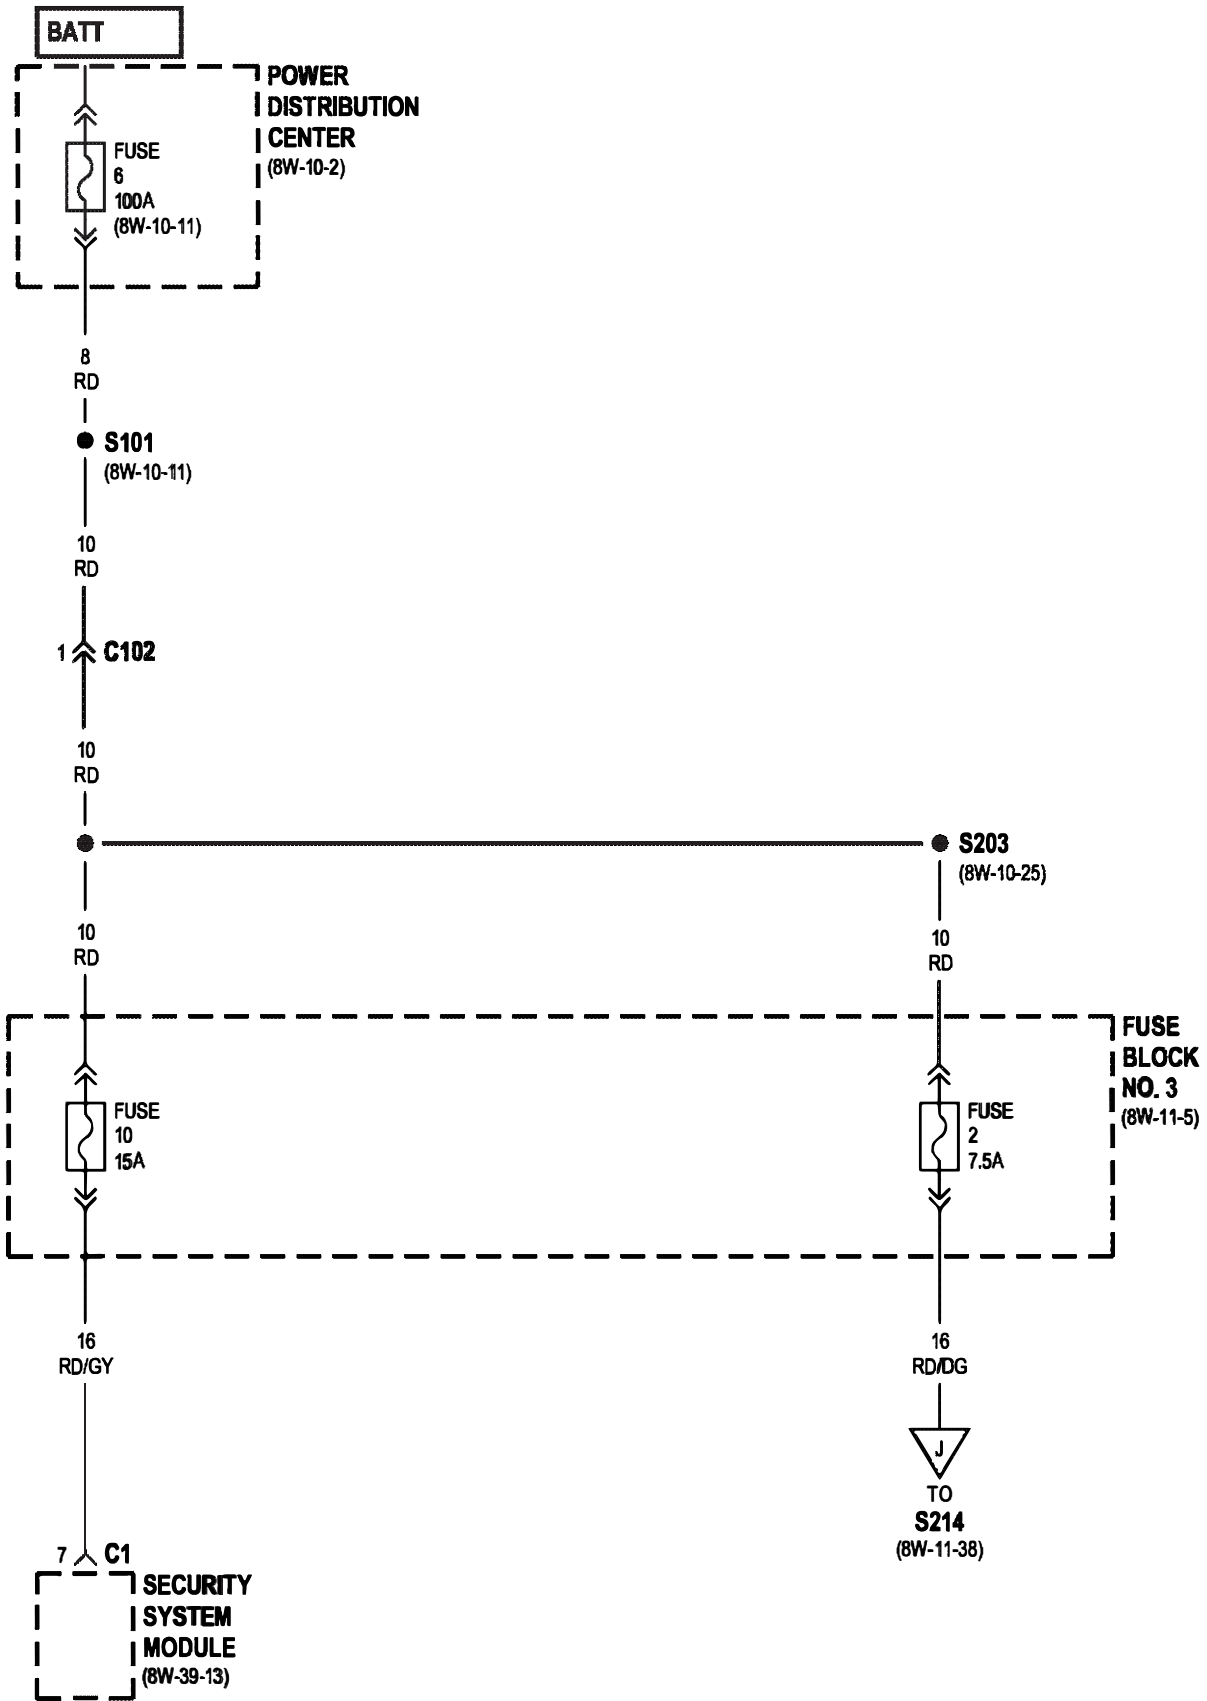 BATT
POWER
DISTRIBUTION
CENTER
(8W-10-2)
FUSE
6
100A
(8W-10-11)
8
RD
S101
(8W-10-11)
10
RD
1
C102
10
RD
S203
(8W-10-25)
10
RD
10
RD
FUSE
BLOCK
NO. 3
(8W-11-5)
FUSE
10
15A
FUSE
2
7.5A
16
RD/GY
16
RD/DG
J
TO
S214
(8W-11-38)
7
C1
SECURITY
SYSTEM
MODULE
(8W-39-13)